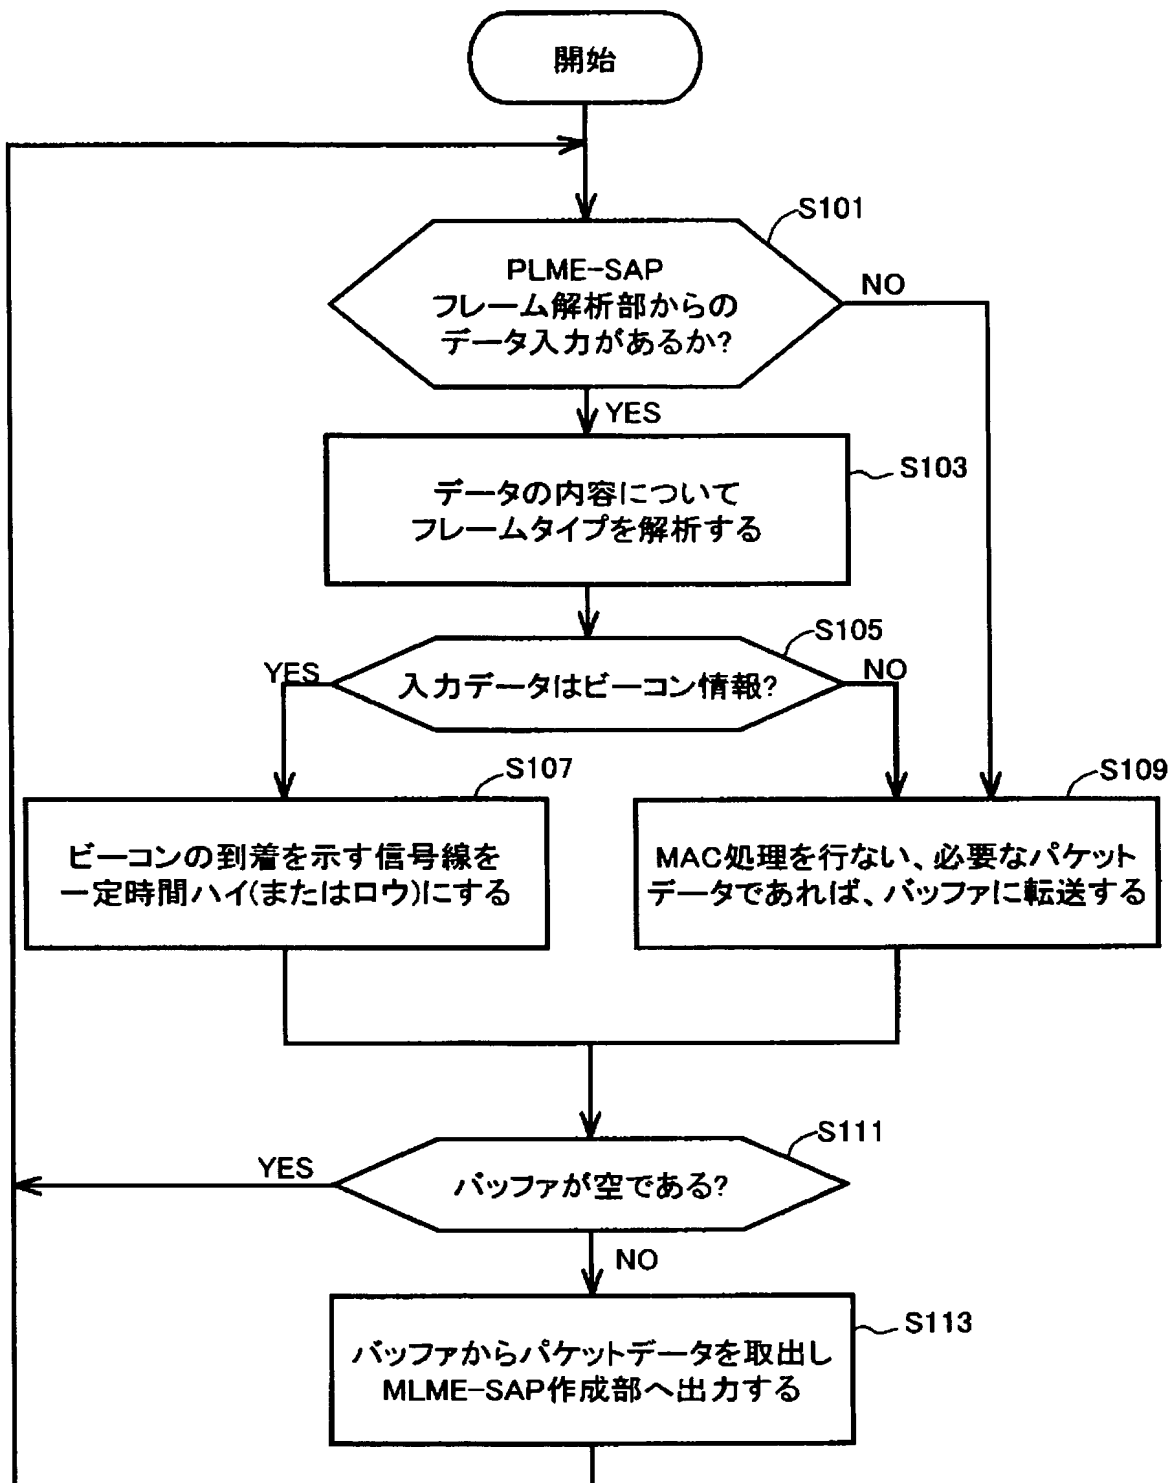 開始
S101
PLME-SAP
フレーム解析部からの
データ入力があるか?
NO
YES
S103
データの内容について
フレームタイプを解析する
S105
YES
入力データはビーコン情報?
NO
S107
S109
ビーコンの到着を示す信号線を
一定時間ハイ(またはロウ)にする
MAC処理を行ない、必要なパケット
データであれば、バッファに転送する
S111
YES
バッファが空である?
NO
S113
バッファからパケットデータを取出し
MLME-SAP作成部へ出力する